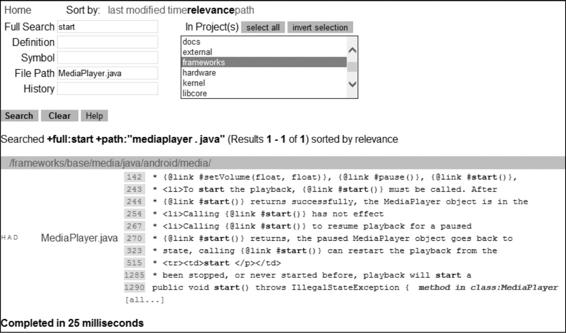 Home Sort by: last modified timerelevancepath
Full Search start In Project(s) select all invert selection
Definition
Symbol
File Path MediaPlayer.java
History
docs
external
frameworks
hardware
kernel
libcore
Search Clear Help
Searched +full:start +path:"mediaplayer . java" (Results 1 - 1 of 1) sorted by relevance
/frameworks/base/media/java/android/media/
H A D MediaPlayer.java
142 * {@link #setVolume(float, float)}, {@link #pause()}, {@link #start()},
243 * <li>To start the playback, {@link #start()} must be called. After
244 * {@link #start()} returns successfully, the MediaPlayer object is in the
254 * <li>Calling {@link #start()} has not effect
267 * <li>Calling {@link #start()} to resume playback for a paused
270 * {@link #start()} returns, the paused MediaPlayer object goes back to
323 * state, calling {@link #start()} can restart the playback from the
515 * <tr><td>start </p></td>
1285 * been stopped, or never started before, playback will start a
1290 public void start() throws IllegalStateException { method in class:MediaPlayer
[all...]
Completed in 25 milliseconds